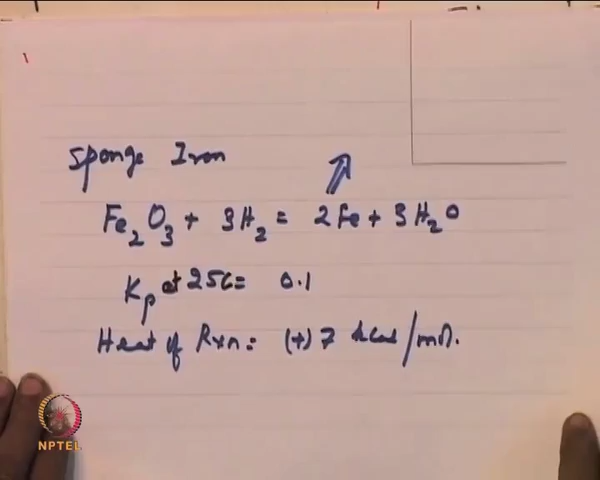 Sponge Iron
Fe₂O₃ + 3H₂ = 2Fe + 3H₂O
Kp at 25C = 0.1
Heat of Rxn: (+) 7 kcal/mol.
NPTEL